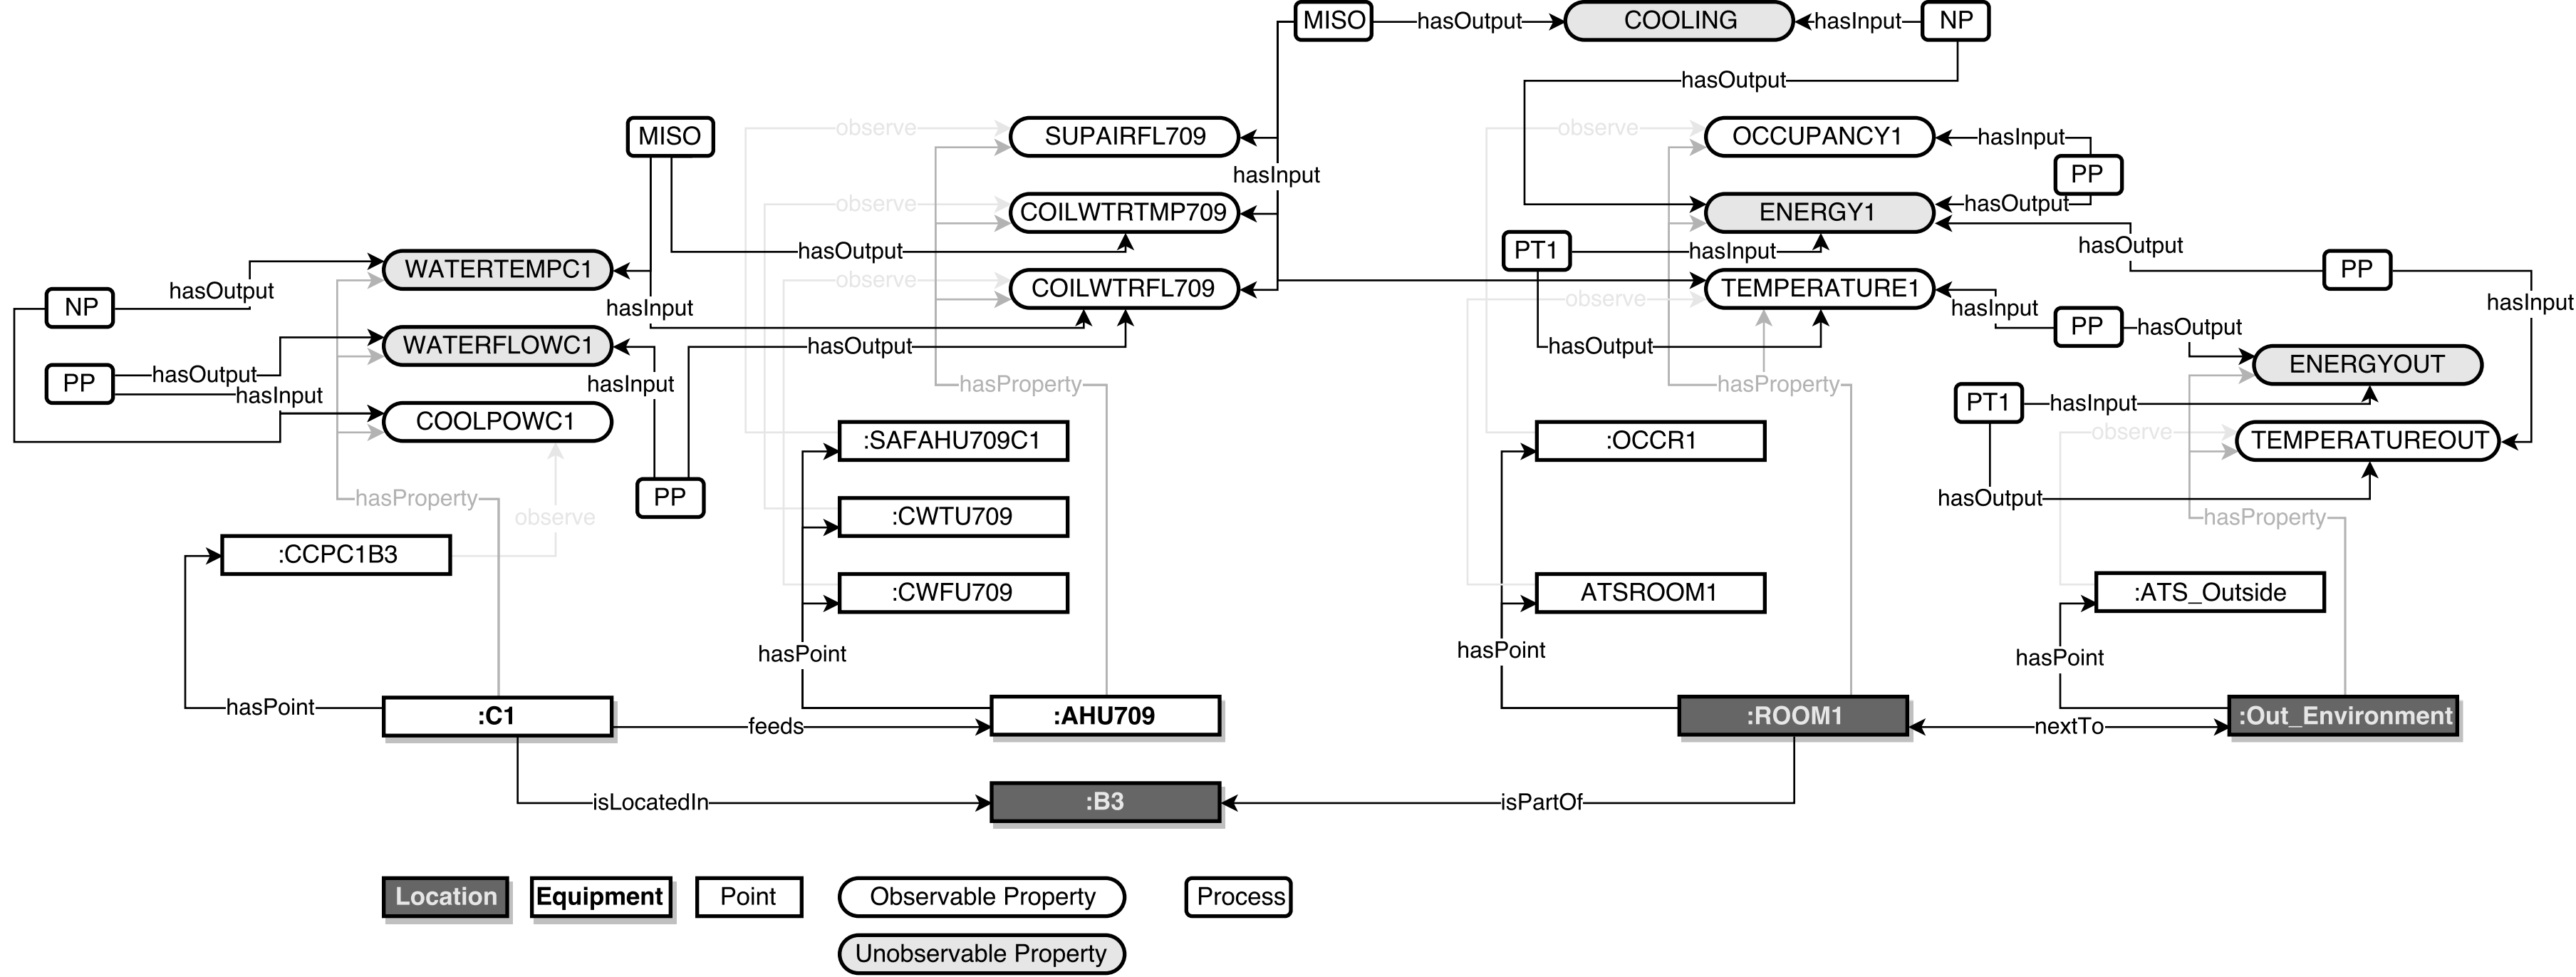 MISO
hasOutput
COOLING
hasInput
NP
hasOutput
MISO
observe
SUPAIRFL709
observe
OCCUPANCY1
hasInput
hasInput
PP
observe
COILWTRTMP709
ENERGY1
hasOutput
hasOutput
PT1
hasInput
hasOutput
WATERTEMPC1
PP
hasOutput
observe
COILWTRFL709
observe
TEMPERATURE1
NP
hasInput
hasInput
hasInput
PP
hasOutput
WATERFLOWC1
hasOutput
hasOutput
ENERGYOUT
PP
hasOutput
hasInput
hasInput
hasProperty
hasProperty
PT1
hasInput
COOLPOWC1
:SAFAHU709C1
:OCCR1
observe
TEMPERATUREOUT
hasProperty
PP
hasOutput
observe
:CWTU709
hasProperty
:CCPC1B3
:CWFU709
ATSROOM1
:ATS_Outside
hasPoint
hasPoint
hasPoint
hasPoint
:C1
feeds
:AHU709
:ROOM1
nextTo
:Out_Environment
isLocatedIn
:B3
isPartOf
Location
Equipment
Point
Observable Property
Process
Unobservable Property